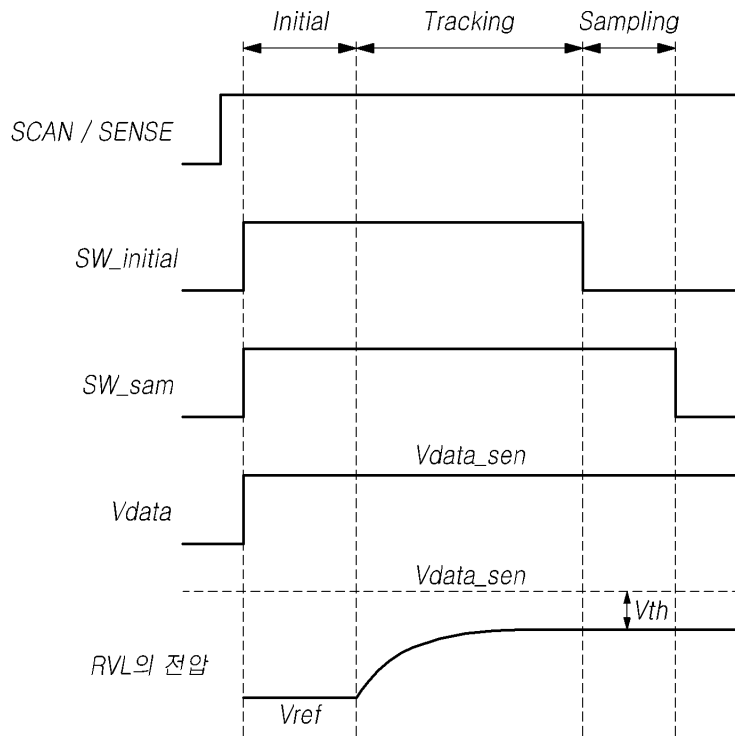 Initial Tracking Sampling
SCAN / SENSE
SW_initial
SW_sam
Vdata_sen
Vdata
Vdata_sen
Vth
RVL의 전압
Vref